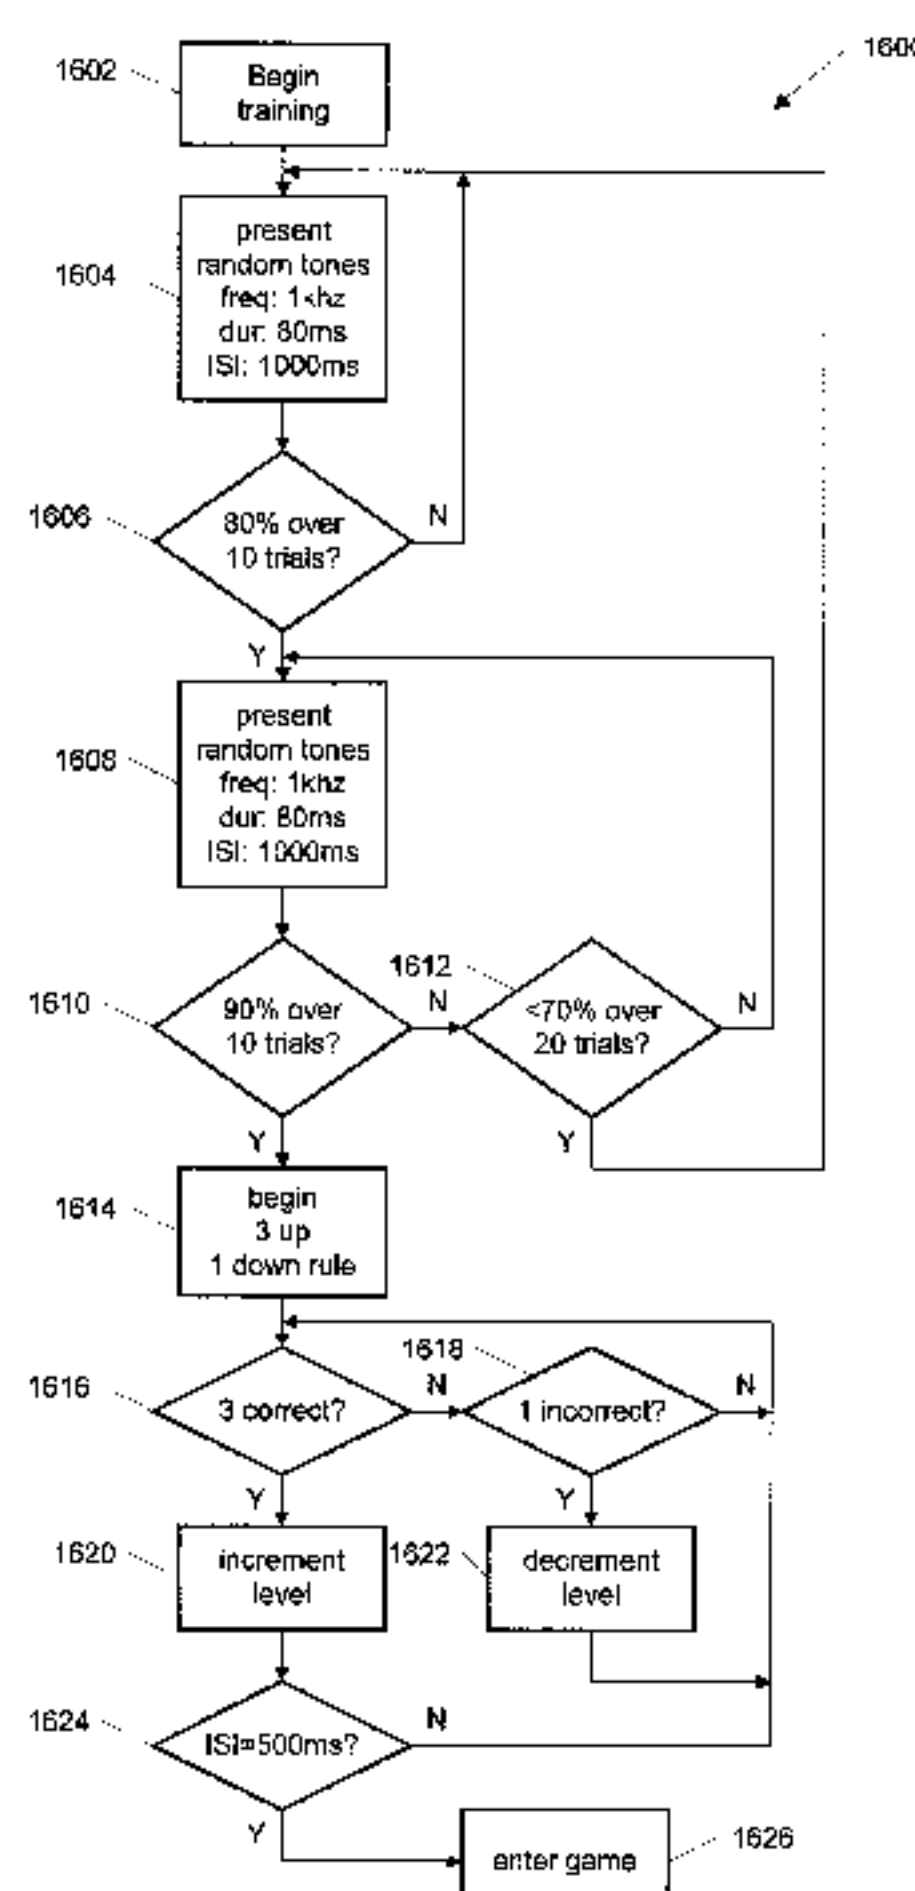 1602
Begin
training
1600
1604
present
random tones
freq: 1khz
dur: 80ms
ISI: 1000ms
1606
80% over
10 trials?
N
Y
1608
present
random tones
freq: 1khz
dur: 80ms
ISI: 1000ms
1610
90% over
10 trials?
N
1612
<70% over
20 trials?
N
Y
Y
1614
begin
3 up
1 down rule
1616
3 correct?
N
1618
1 incorrect?
N
Y
Y
1620
increment
level
1622
decrement
level
1624
ISI=500ms?
N
Y
enter game
1626